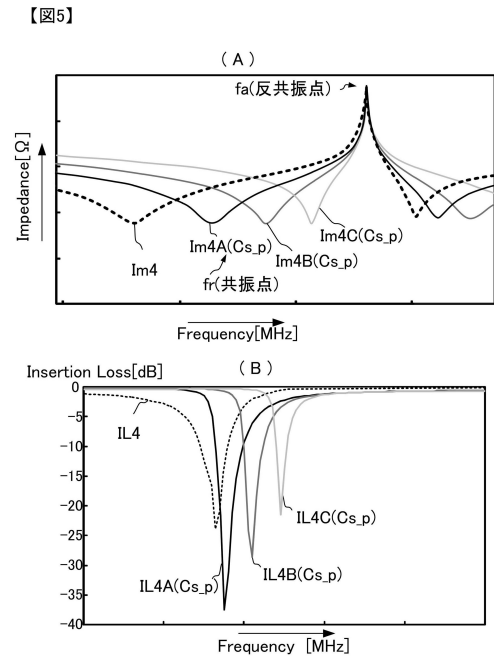 【図5】
(A)
fa(反共振点)
Impedance[Ω]
Im4
Im4A(Cs_p)
Im4B(Cs_p)
Im4C(Cs_p)
fr(共振点)
Frequency[MHz]
(B)
Insertion Loss[dB]
0
-5
-10
-15
-20
-25
-30
-35
-40
IL4
IL4A(Cs_p)
IL4B(Cs_p)
IL4C(Cs_p)
Frequency [MHz]